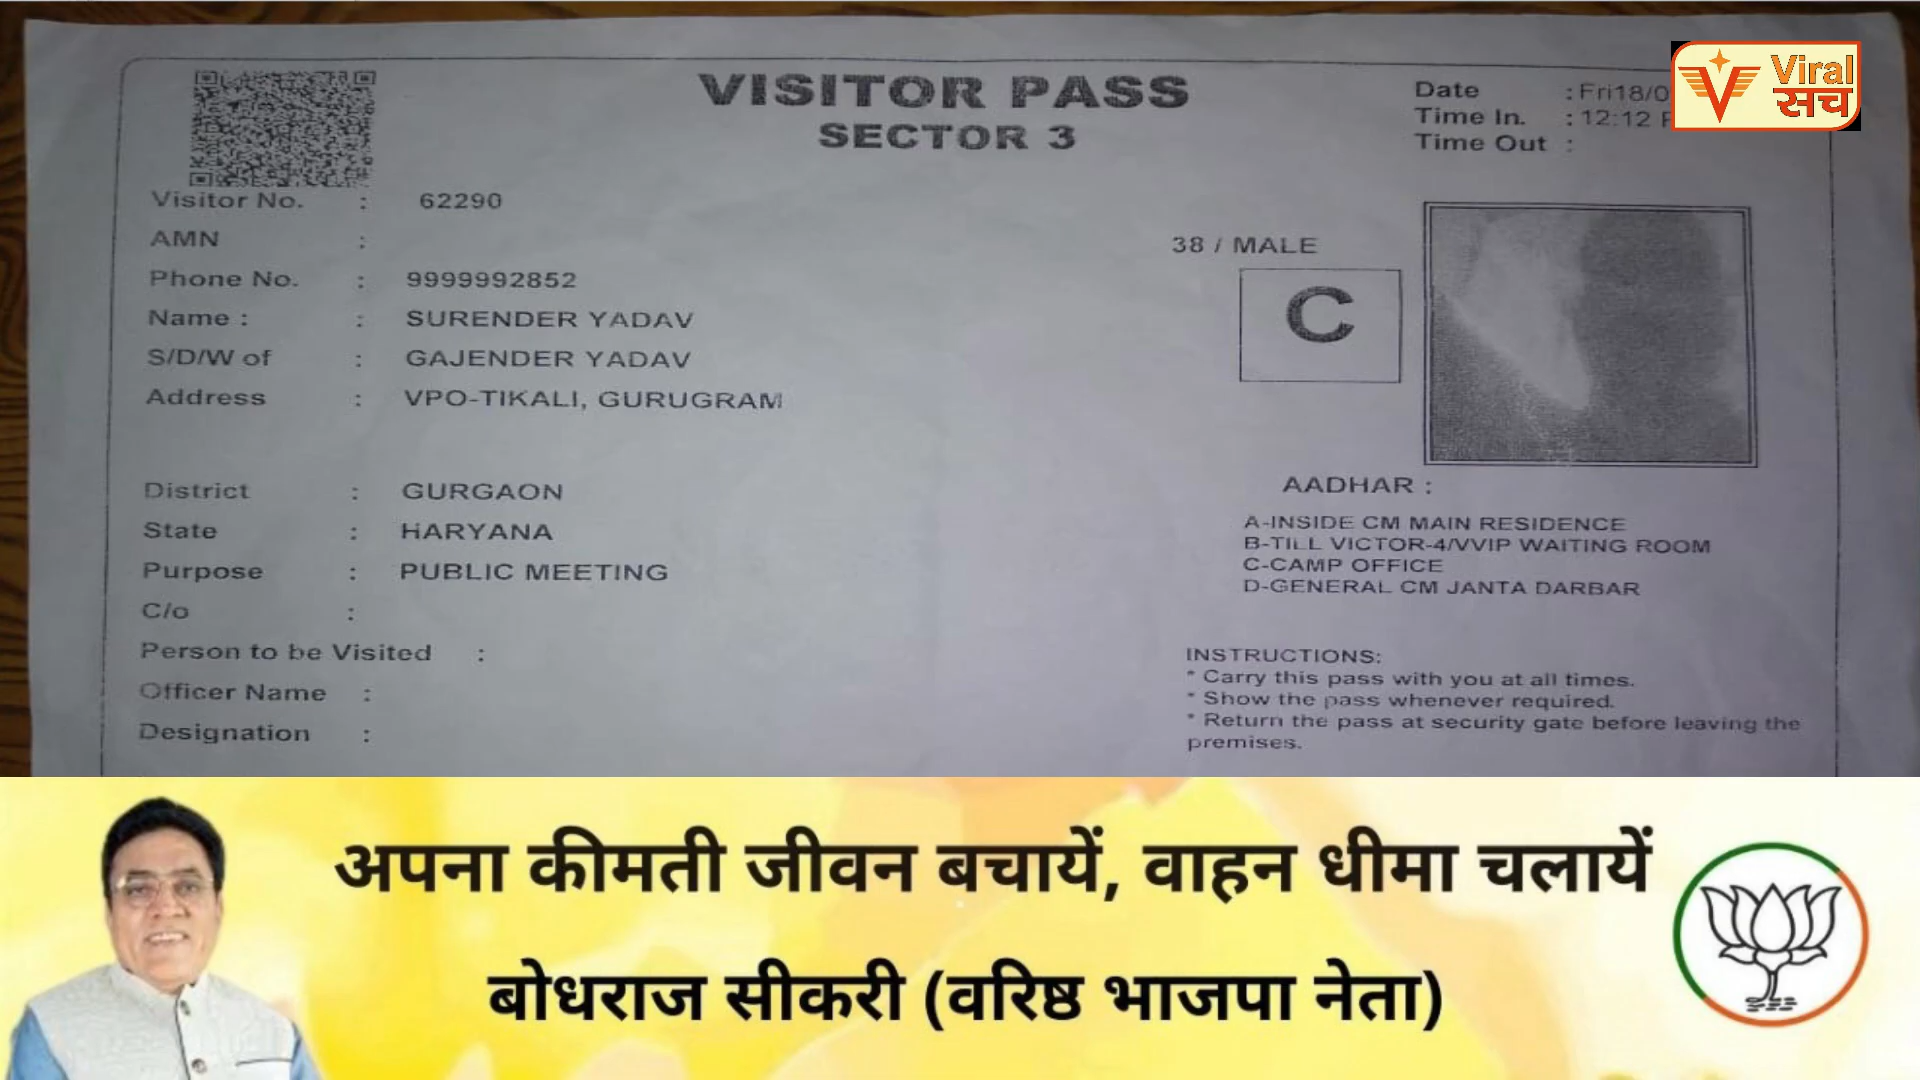 VISITOR PASS
SECTOR 3
Date : Fri18/0
Time In. : 12:12
Time Out :
Viral
सच
Visitor No. : 62290
AMN :
Phone No. : 9999992852
Name : : SURENDER YADAV
S/D/W of : GAJENDER YADAV
Address : VPO-TIKALI, GURUGRAM
District : GURGAON
State : HARYANA
Purpose : PUBLIC MEETING
C/o :
Person to be Visited :
Officer Name :
Designation :
38 / MALE
C
AADHAR :
A-INSIDE CM MAIN RESIDENCE
B-TILL VICTOR-4/VVIP WAITING ROOM
C-CAMP OFFICE
D-GENERAL CM JANTA DARBAR
INSTRUCTIONS:
* Carry this pass with you at all times.
* Show the pass whenever required.
* Return the pass at security gate before leaving the
premises.
अपना कीमती जीवन बचायें, वाहन धीमा चलायें
बोधराज सीकरी (वरिष्ठ भाजपा नेता)